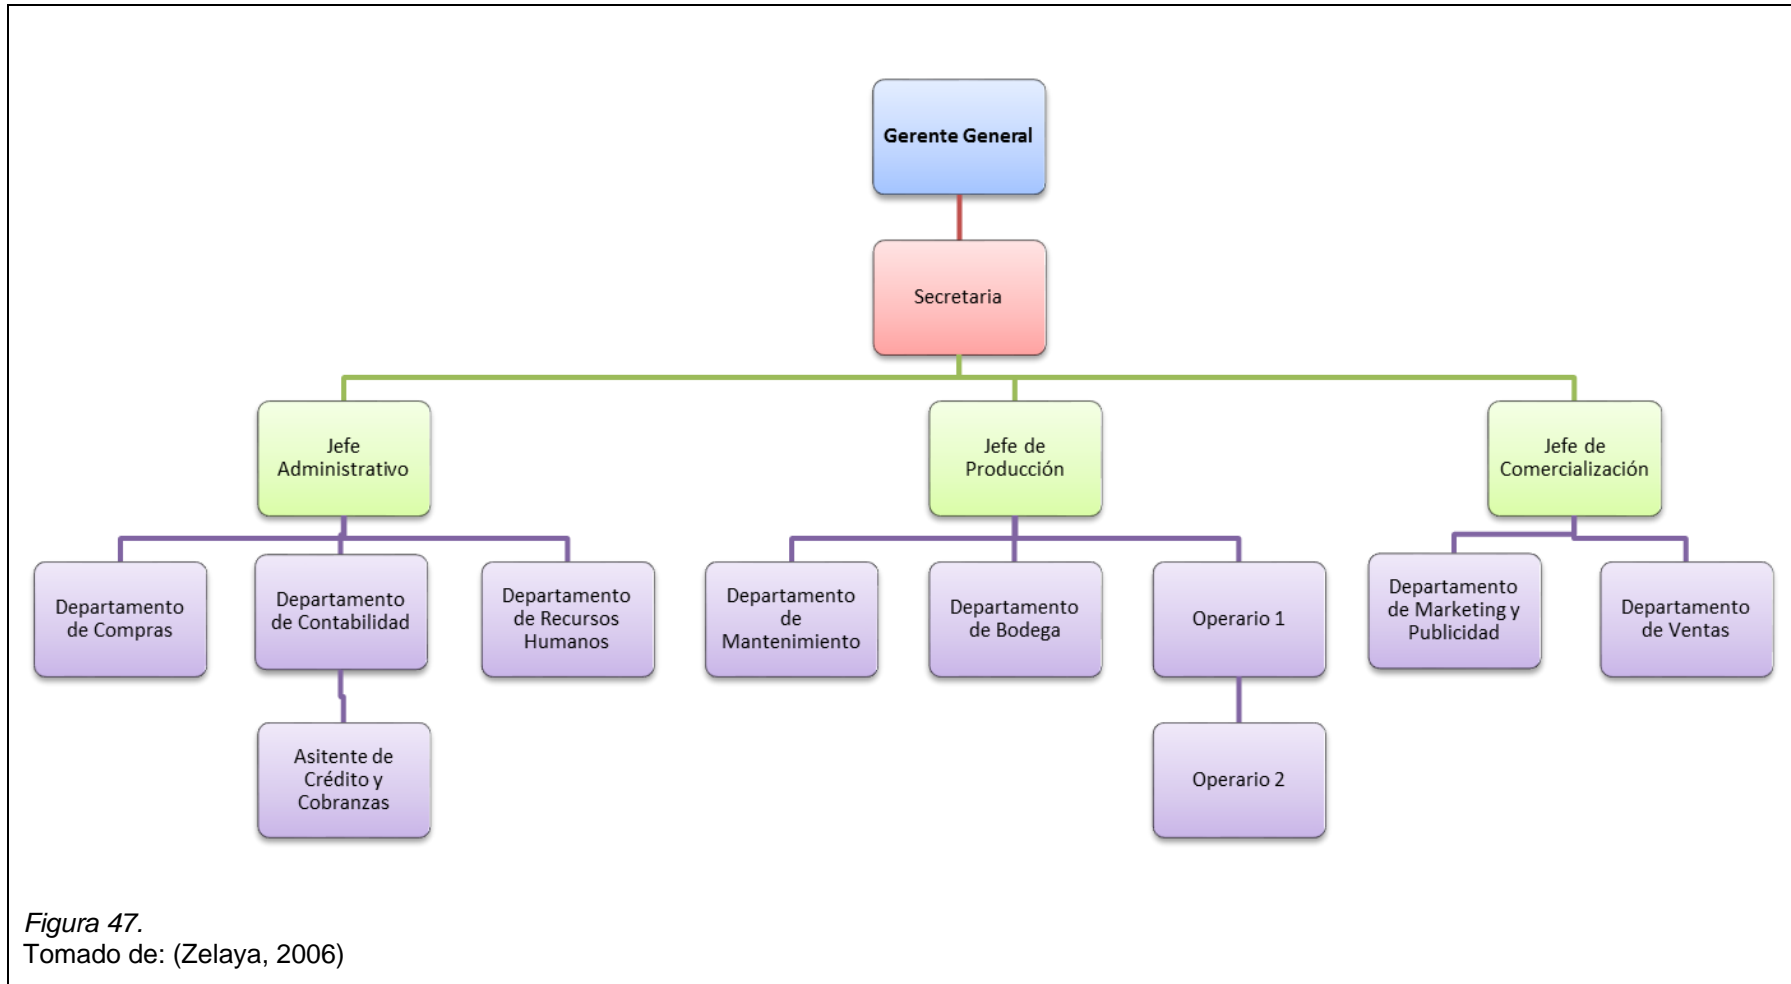 Gerente General
Secretaria
Jefe
Administrativo
Jefe de
Producción
Jefe de
Comercialización
Departamento
de Compras
Departamento
de Contabilidad
Departamento
de Recursos
Humanos
Departamento
de
Mantenimiento
Departamento
de Bodega
Operario 1
Departamento
de Marketing y
Publicidad
Departamento
de Ventas
Asitente de
Crédito y
Cobranzas
Operario 2
Figura 47.
Tomado de: (Zelaya, 2006)